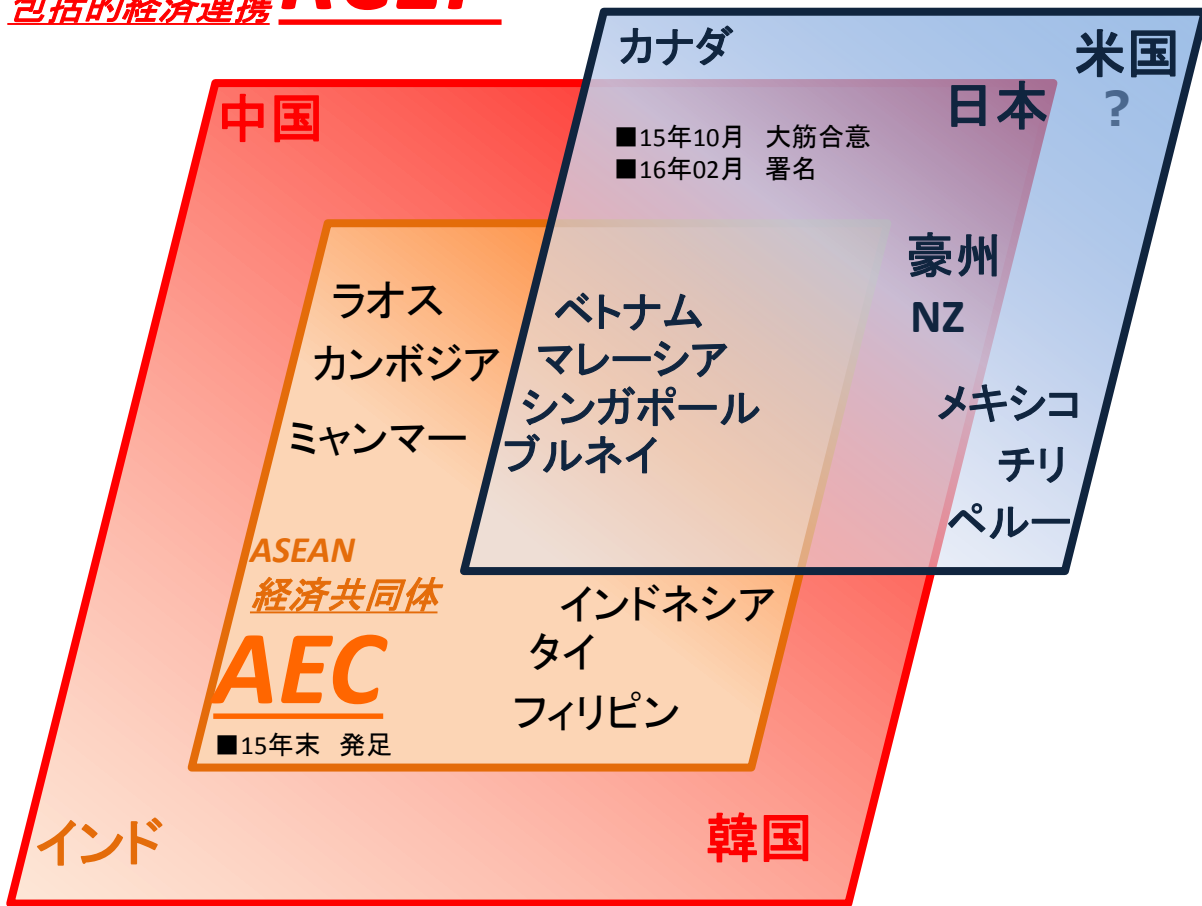 包括的経済連携 RCEP
カナダ
米国
?
中国
日本
■15年10月 大筋合意
■16年02月 署名
豪州
NZ
ラオス
カンボジア
ミャンマー
ベトナム
マレーシア
シンガポール
ブルネイ
メキシコ
チリ
ペルー
ASEAN
経済共同体
AEC
■15年末 発足
インドネシア
タイ
フィリピン
インド
韓国